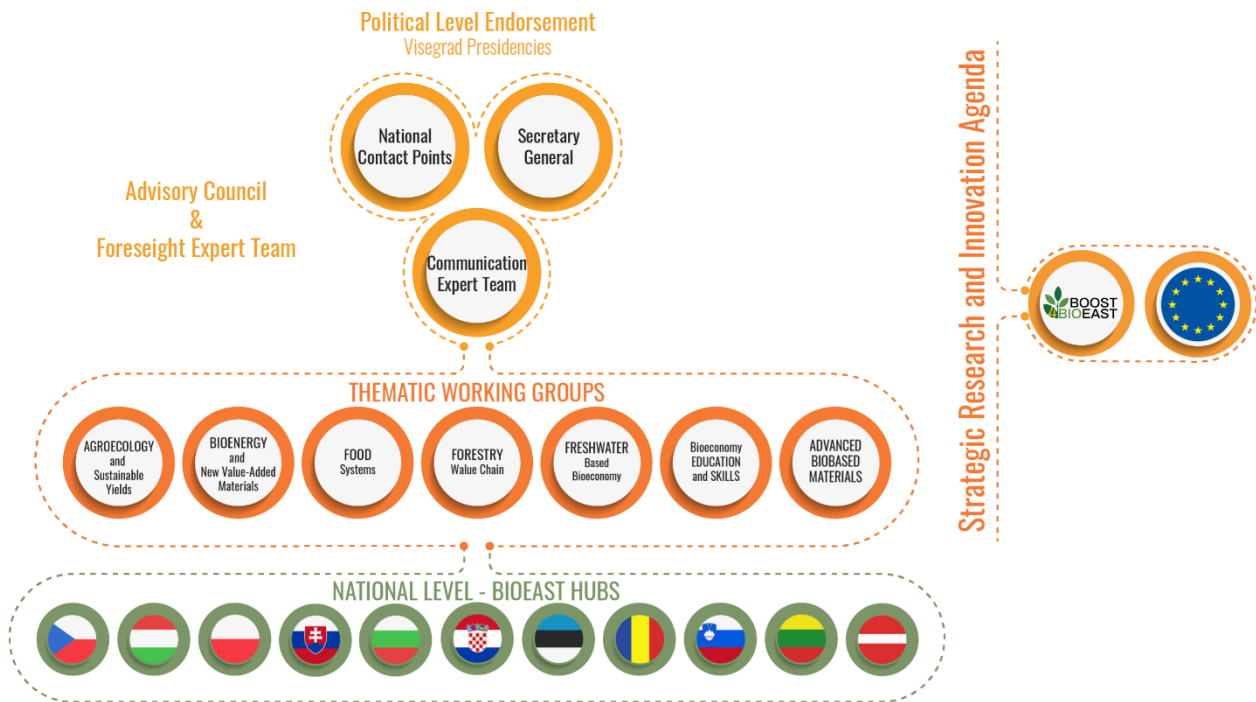 Political Level Endorsement
Visegrad Presidencies
National
Contact Points
Secretary
General
Advisory Council
&
Foreseight Expert Team
Communication
Expert Team
THEMATIC WORKING GROUPS
AGROECOLOGY
and
Sustainable
Yields
BIOENERGY
and
New Value-Added
Materials
FOOD
Systems
FORESTRY
Walue Chain
FRESHWATER
Based
Bioeconomy
Bioeconomy
EDUCATION
and SKILLS
ADVANCED
BIOBASED
MATERIALS
NATIONAL LEVEL - BIOEAST HUBS
Strategic Research and Innovation Agenda
BOOST
4BIOEAST